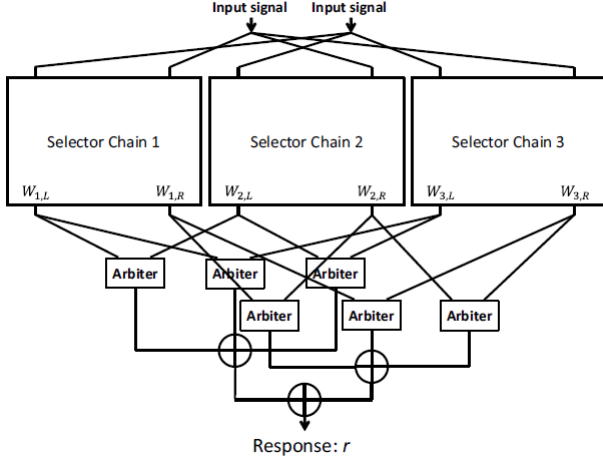 Input signal Input signal
Selector Chain 1 Selector Chain 2 Selector Chain 3
W1,L W1,R W2,L W2,R W3,L W3,R
Arbiter Arbiter Arbiter
Arbiter Arbiter Arbiter
Response: r